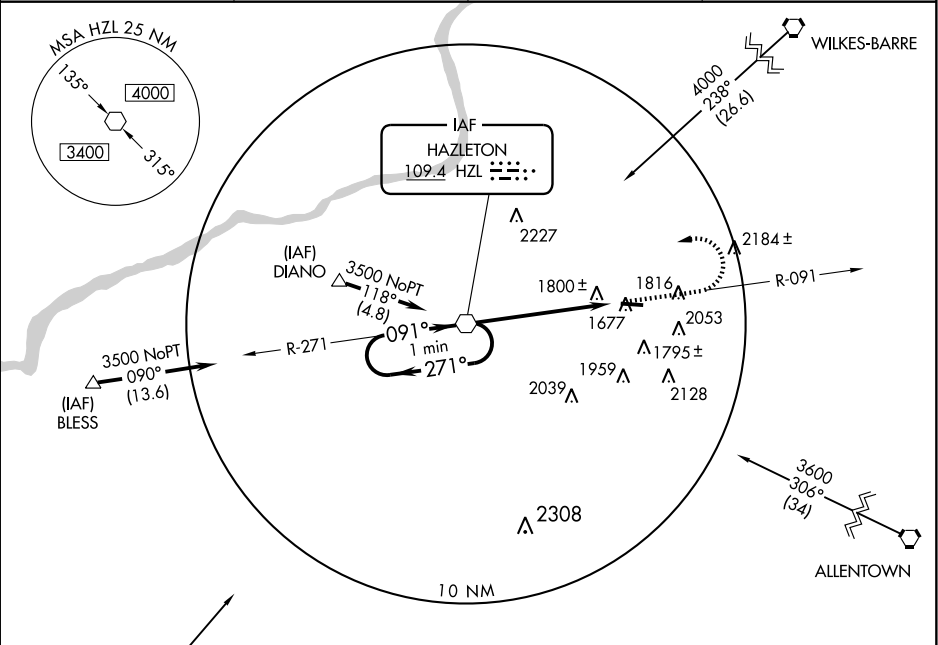 MSA HZL 25 NM
135°
4000
3400
315°
WILKES-BARRE
4000
238°
(26.6)
IAF
HAZLETON
109.4 HZL
2227
(IAF)
DIANO
3500 NoPT
118°
(4.8)
1800 ±
1816
2184 ±
R-091
1677
2053
R-271
091°
1 min
271°
1795 ±
3500 NoPT
090°
(13.6)
(IAF)
BLESS
1959
2039
2128
3600
306°
(34)
2308
ALLENTOWN
10 NM